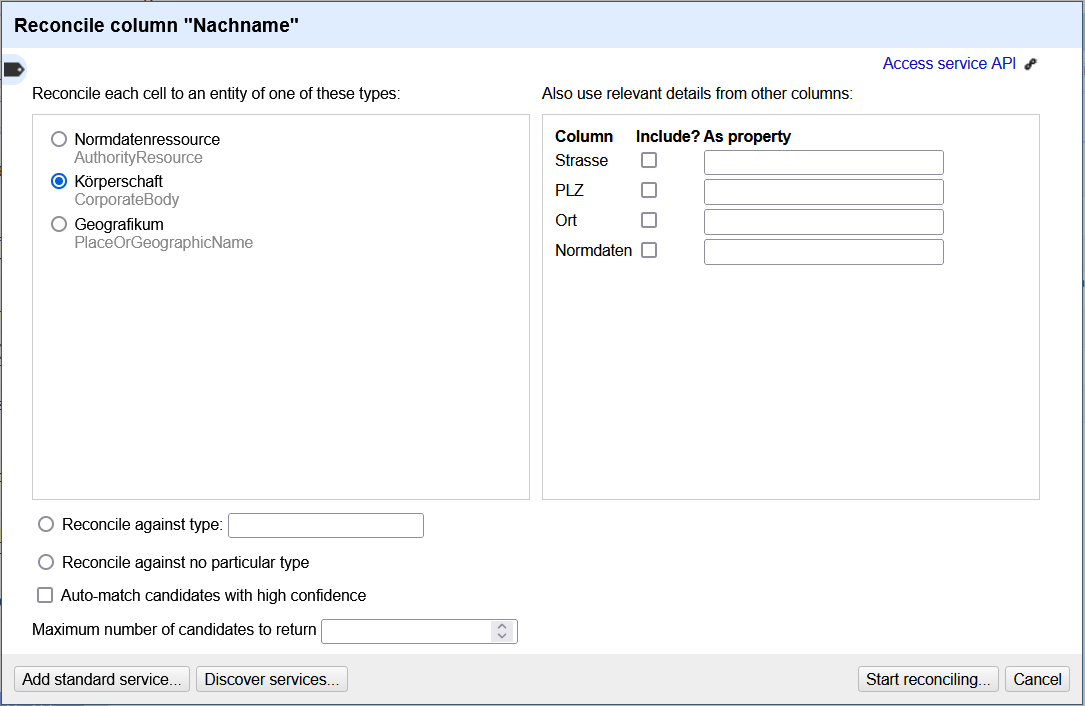 Reconcile column "Nachname"
Access service API
Reconcile each cell to an entity of one of these types:
Also use relevant details from other columns:
Normdatenressource
AuthorityResource
Körperschaft
CorporateBody
Geografikum
PlaceOrGeographicName
Column Include? As property
Strasse
PLZ
Ort
Normdaten
Reconcile against type:
Reconcile against no particular type
Auto-match candidates with high confidence
Maximum number of candidates to return
Add standard service... Discover services... Start reconciling... Cancel